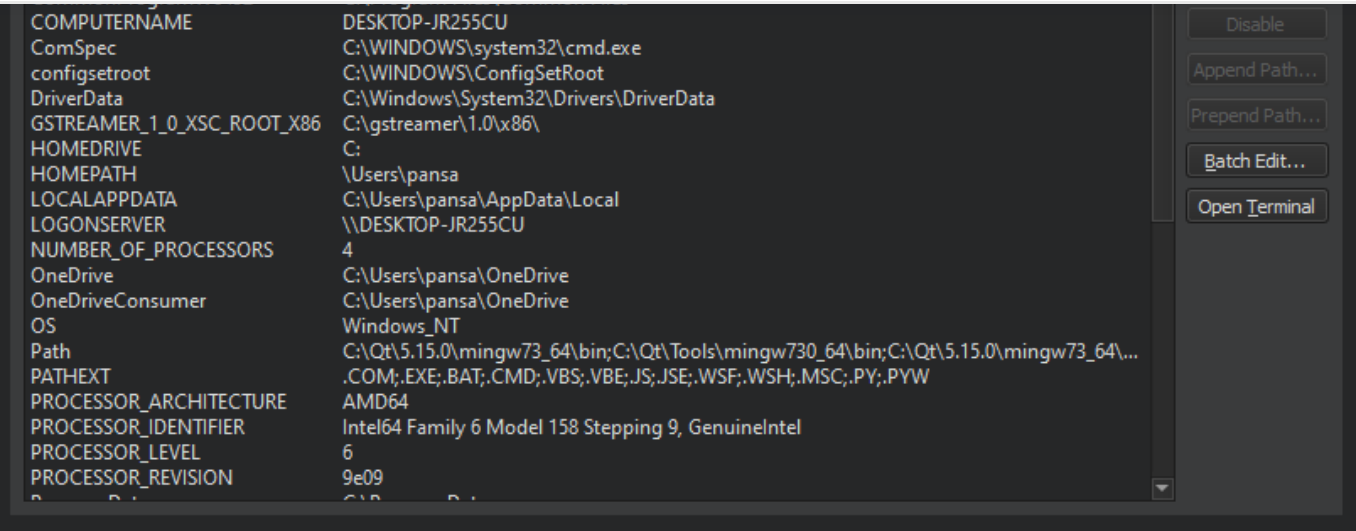 COMPUTERNAME DESKTOP-JR255CU
Disable
ComSpec C:\WINDOWS\system32\cmd.exe
configsetroot C:\WINDOWS\ConfigSetRoot
Append Path...
DriverData C:\Windows\System32\Drivers\DriverData
GSTREAMER_1_0_XSC_ROOT_X86 C:\gstreamer\1.0\x86\
Prepend Path...
HOMEDRIVE C:
HOMEPATH \Users\pansa
Batch Edit...
LOCALAPPDATA C:\Users\pansa\AppData\Local
Open Terminal
LOGONSERVER \\DESKTOP-JR255CU
NUMBER_OF_PROCESSORS 4
OneDrive C:\Users\pansa\OneDrive
OneDriveConsumer C:\Users\pansa\OneDrive
OS Windows_NT
Path C:\Qt\5.15.0\mingw73_64\bin;C:\Qt\Tools\mingw730_64\bin;C:\Qt\5.15.0\mingw73_64\...
PATHEXT .COM;.EXE;.BAT;.CMD;.VBS;.VBE;.JS;.JSE;.WSF;.WSH;.MSC;.PY;.PYW
PROCESSOR_ARCHITECTURE AMD64
PROCESSOR_IDENTIFIER Intel64 Family 6 Model 158 Stepping 9, GenuineIntel
PROCESSOR_LEVEL 6
PROCESSOR_REVISION 9e09